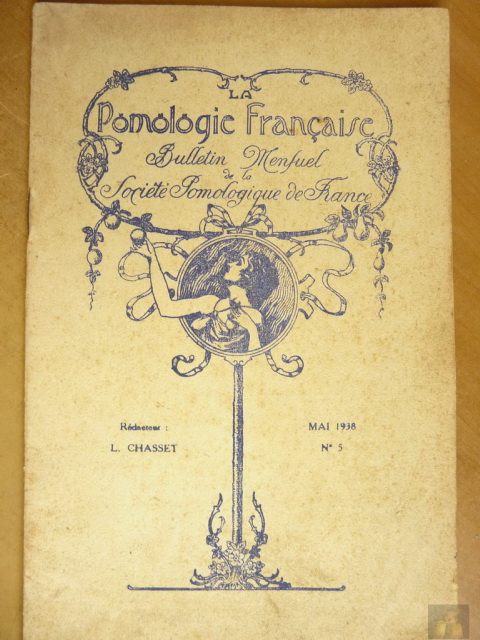 LA
Pomologie Française
Bulletin Mensuel
de la
Société Pomologique de France
Rédacteur :
L. CHASSET
MAI 1938
N° 5